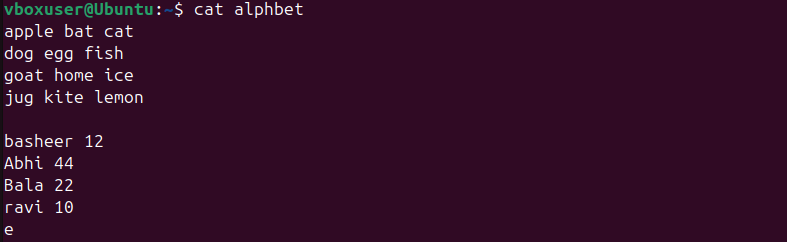 vboxuser@Ubuntu:~$ cat alphbet
apple bat cat
dog egg fish
goat home ice
jug kite lemon

basheer 12
Abhi 44
Bala 22
ravi 10
e